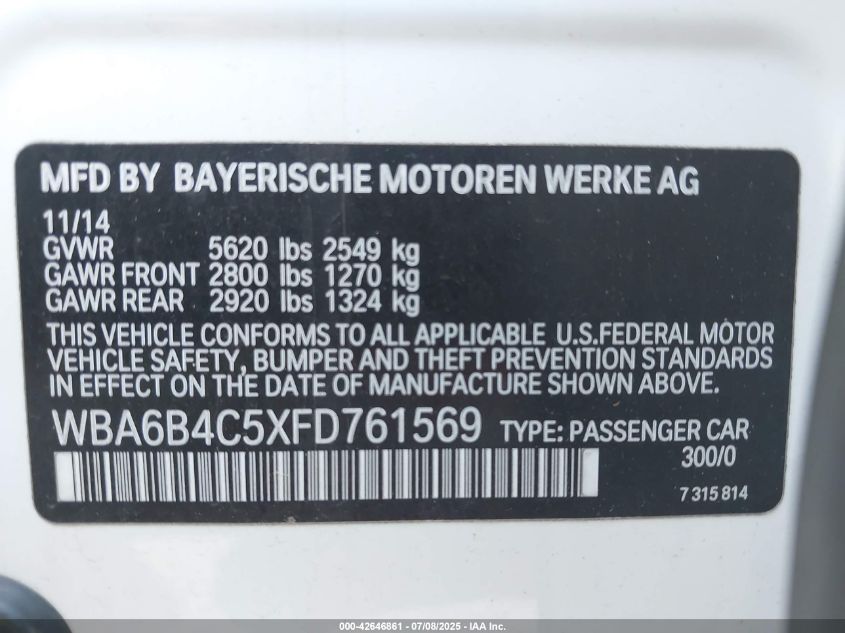 MFD BY BAYERISCHE MOTOREN WERKE AG
11/14
GVWR 5620 lbs 2549 kg
GAWR FRONT 2800 lbs 1270 kg
GAWR REAR 2920 lbs 1324 kg
THIS VEHICLE CONFORMS TO ALL APPLICABLE U.S.FEDERAL MOTOR
VEHICLE SAFETY, BUMPER AND THEFT PREVENTION STANDARDS
IN EFFECT ON THE DATE OF MANUFACTURE SHOWN ABOVE.
WBA6B4C5XFD761569 TYPE: PASSENGER CAR
300/0
7 315 814
000-42646861 - 07/08/2025 - IAA Inc.